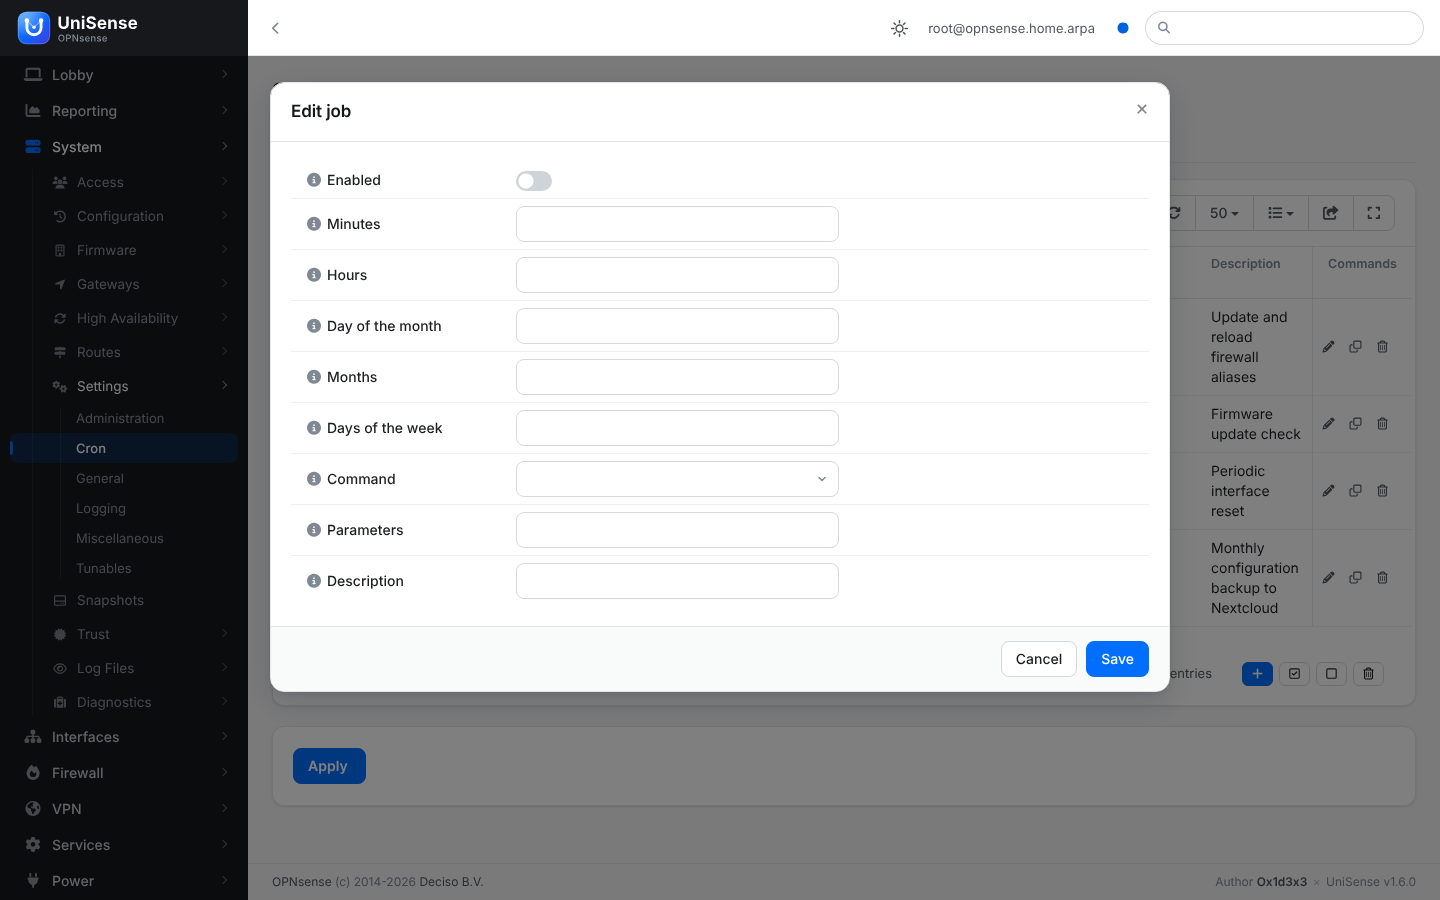 UniSense
OPNsense
root@opnsense.home.arpa
Lobby
Reporting
System
Access
Configuration
Firmware
Gateways
High Availability
Routes
Settings
Administration
Cron
General
Logging
Miscellaneous
Tunables
Snapshots
Trust
Log Files
Diagnostics
Interfaces
Firewall
VPN
Services
Power
Edit job
Enabled
Minutes
Hours
Day of the month
Months
Days of the week
Command
Parameters
Description
Cancel
Save
50
Description
Commands
Update and
reload
firewall
aliases
Firmware
update check
Periodic
interface
reset
Monthly
configuration
backup to
Nextcloud
entries
Apply
OPNsense (c) 2014-2026 Deciso B.V.
Author 0x1d3x3 × UniSense v1.6.0